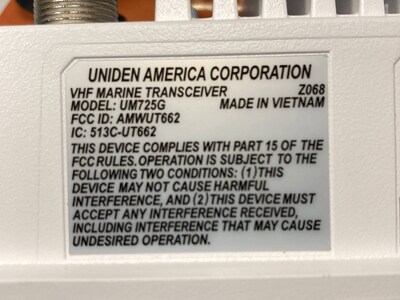 UNIDEN AMERICA CORPORATION
VHF MARINE TRANSCEIVER Z068
MODEL: UM725G MADE IN VIETNAM
FCC ID: AMWUT662
IC: 513C-UT662
THIS DEVICE COMPLIES WITH PART 15 OF THE
FCC RULES. OPERATION IS SUBJECT TO THE
FOLLOWING TWO CONDITIONS: (1) THIS
DEVICE MAY NOT CAUSE HARMFUL
INTERFERENCE, AND (2) THIS DEVICE MUST
ACCEPT ANY INTERFERENCE RECEIVED,
INCLUDING INTERFERENCE THAT MAY CAUSE
UNDESIRED OPERATION.